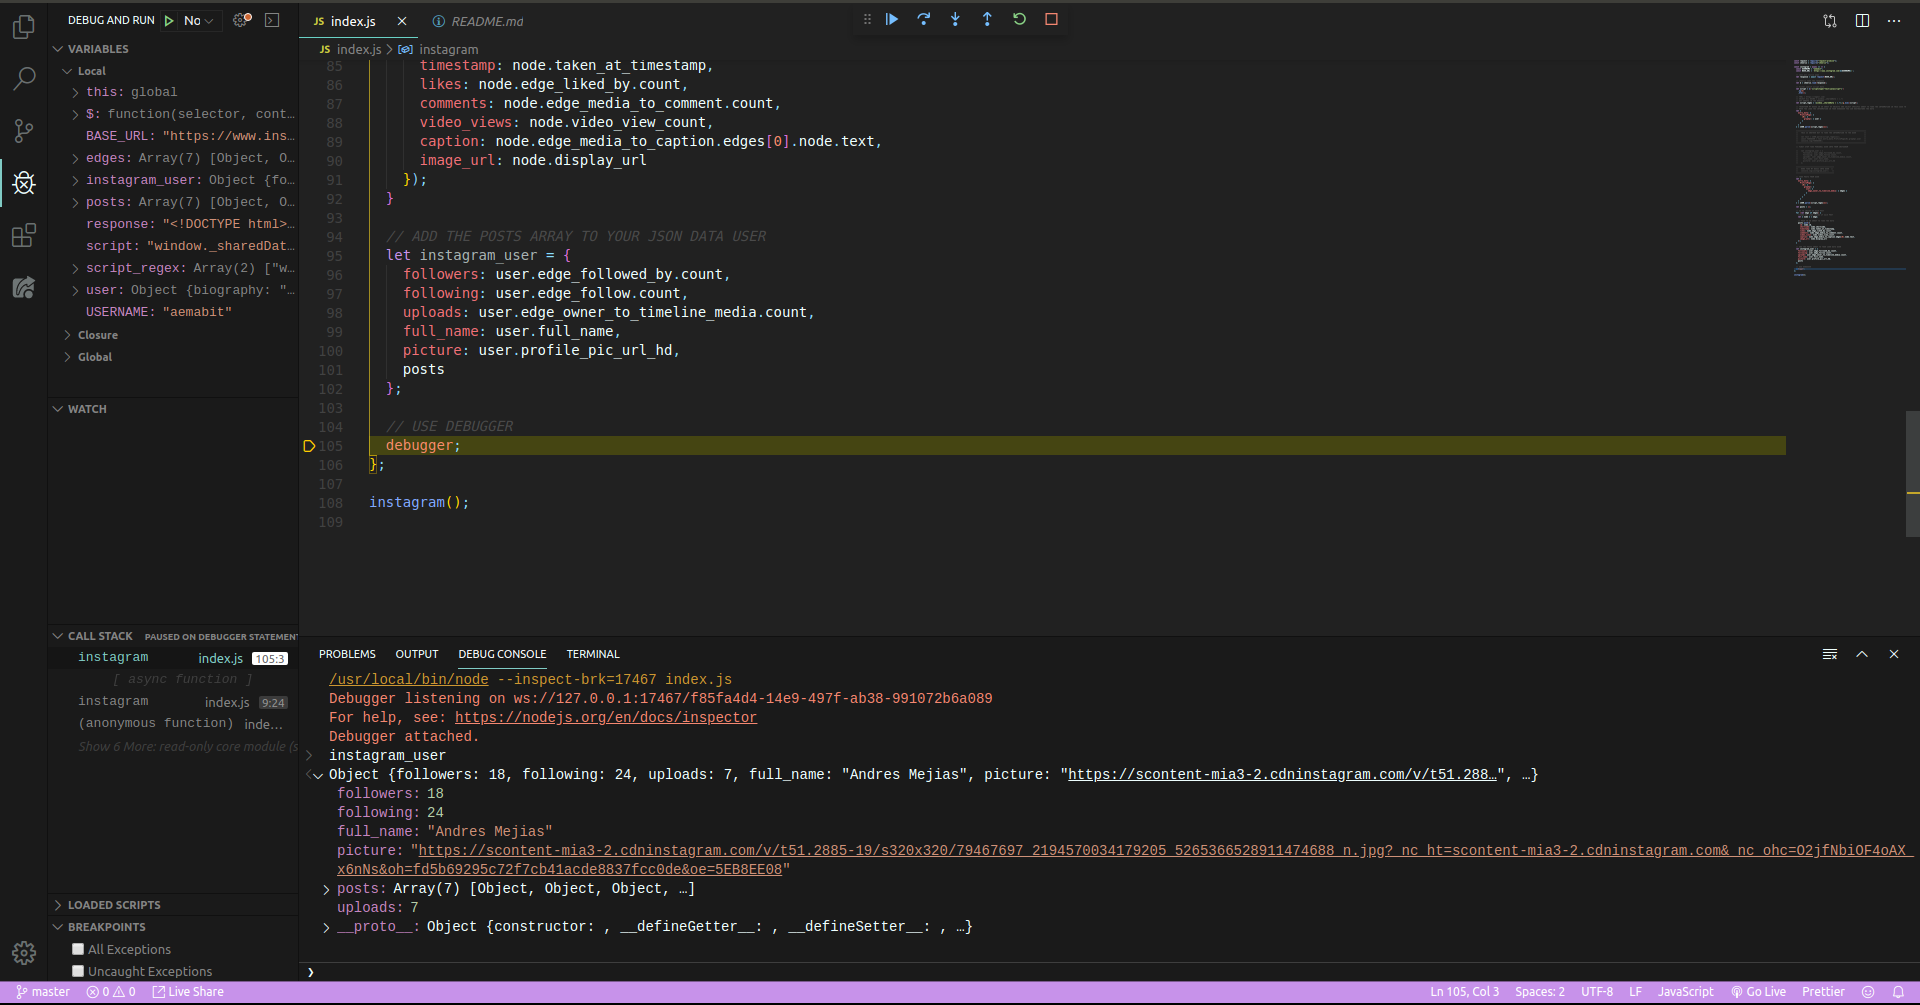 DEBUG AND RUN No
VARIABLES
Local
this: global
$: function(selector, cont…
BASE_URL: "https://www.ins…
edges: Array(7) [Object, O…
instagram_user: Object {fo…
posts: Array(7) [Object, O…
response: "<!DOCTYPE html>…
script: "window._sharedDat…
script_regex: Array(2) ["w…
user: Object {biography: "…
USERNAME: "aemabit"
Closure
Global
WATCH
CALL STACK PAUSED ON DEBUGGER STATEMENT
instagram index.js 105:3
[ async function ]
instagram index.js 9:24
(anonymous function) inde…
Show 6 More: read-only core module (s
LOADED SCRIPTS
BREAKPOINTS
All Exceptions
Uncaught Exceptions
JS index.js README.md
JS index.js > instagram
85 timestamp: node.taken_at_timestamp,
86 likes: node.edge_liked_by.count,
87 comments: node.edge_media_to_comment.count,
88 video_views: node.video_view_count,
89 caption: node.edge_media_to_caption.edges[0].node.text,
90 image_url: node.display_url
91 });
92 }
93
94 // ADD THE POSTS ARRAY TO YOUR JSON DATA USER
95 let instagram_user = {
96 followers: user.edge_followed_by.count,
97 following: user.edge_follow.count,
98 uploads: user.edge_owner_to_timeline_media.count,
99 full_name: user.full_name,
100 picture: user.profile_pic_url_hd,
101 posts
102 };
103
104 // USE DEBUGGER
105 debugger;
106 };
107
108 instagram();
109
PROBLEMS OUTPUT DEBUG CONSOLE TERMINAL
/usr/local/bin/node --inspect-brk=17467 index.js
Debugger listening on ws://127.0.0.1:17467/f85fa4d4-14e9-497f-ab38-991072b6a089
For help, see: https://nodejs.org/en/docs/inspector
Debugger attached.
instagram_user
Object {followers: 18, following: 24, uploads: 7, full_name: "Andres Mejias", picture: "https://scontent-mia3-2.cdninstagram.com/v/t51.288…", …}
followers: 18
following: 24
full_name: "Andres Mejias"
picture: "https://scontent-mia3-2.cdninstagram.com/v/t51.2885-19/s320x320/79467697_2194570034179205_5265366528911474688_n.jpg?_nc_ht=scontent-mia3-2.cdninstagram.com&_nc_ohc=O2jfNbiOF4oAX_
x6nNs&oh=fd5b69295c72f7cb41acde8837fcc0de&oe=5EB8EE08"
posts: Array(7) [Object, Object, Object, …]
uploads: 7
__proto__: Object {constructor: , __defineGetter__: , __defineSetter__: , …}
master 0 0 Live Share Ln 105, Col 3 Spaces: 2 UTF-8 LF JavaScript Go Live Prettier